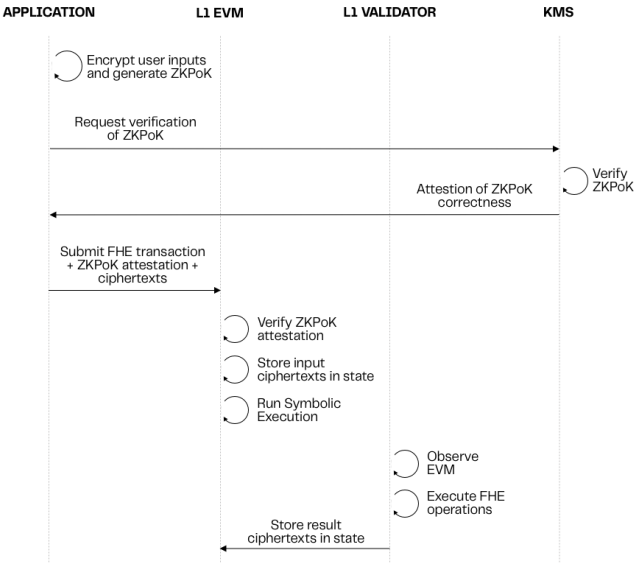 APPLICATION
L1 EVM
L1 VALIDATOR
KMS
Encrypt user inputs
and generate ZKPoK
Request verification
of ZKPoK
Verify
ZKPoK
Attestion of ZKPoK
correctness
Submit FHE transaction
+ ZKPoK attestation +
ciphertexts
Verify ZKPoK
attestation
Store input
ciphertexts in state
Run Symbolic
Execution
Observe
EVM
Execute FHE
operations
Store result
ciphertexts in state